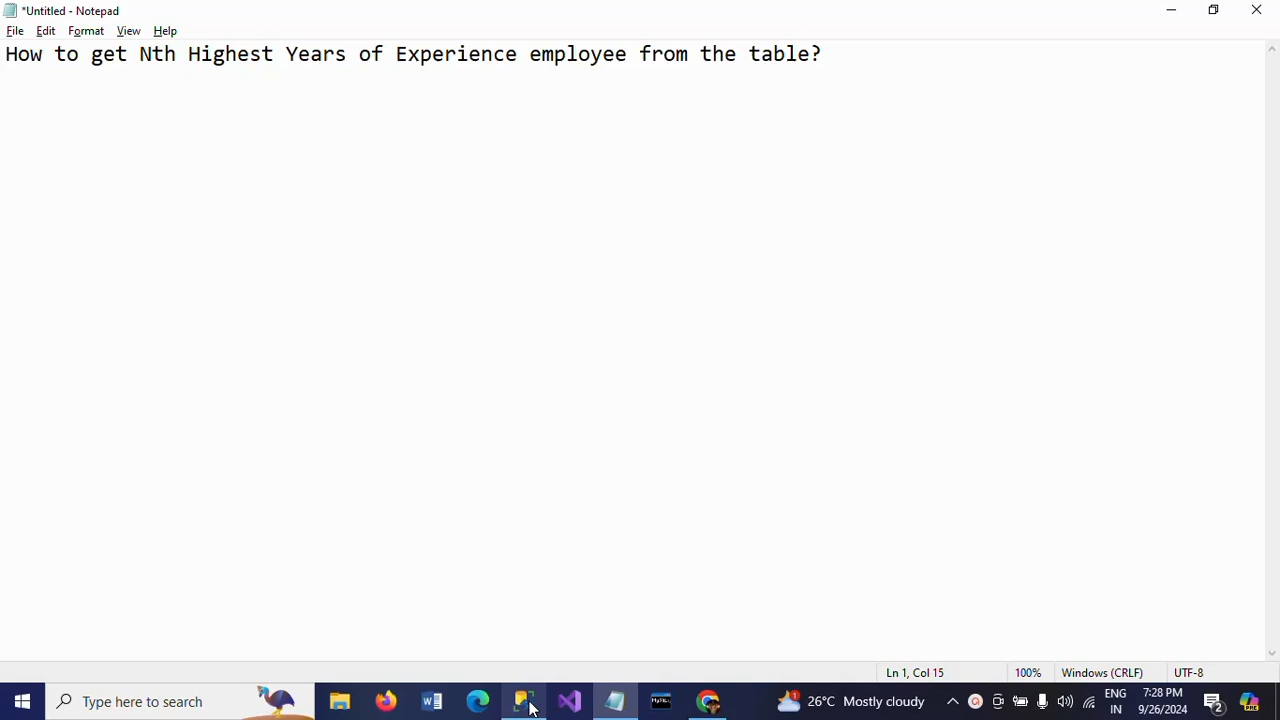 *Untitled - Notepad
File Edit Format View Help
How to get Nth Highest Years of Experience employee from the table?
Ln 1, Col 15 100% Windows (CRLF) UTF-8
Type here to search
26°C Mostly cloudy
ENG
IN
7:28 PM
9/26/2024
2